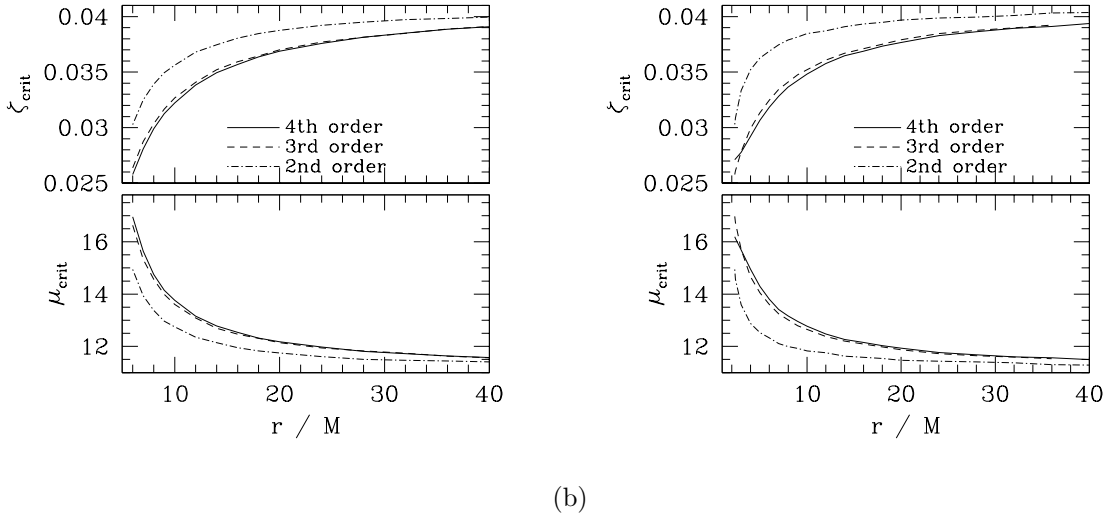 0.04
0.035
0.03
0.025
ζcrit
4th order
3rd order
2nd order
16
14
12
μcrit
10 20 30 40
r / M
0.04
0.035
0.03
0.025
ζcrit
4th order
3rd order
2nd order
16
14
12
μcrit
10 20 30 40
r / M
(b)